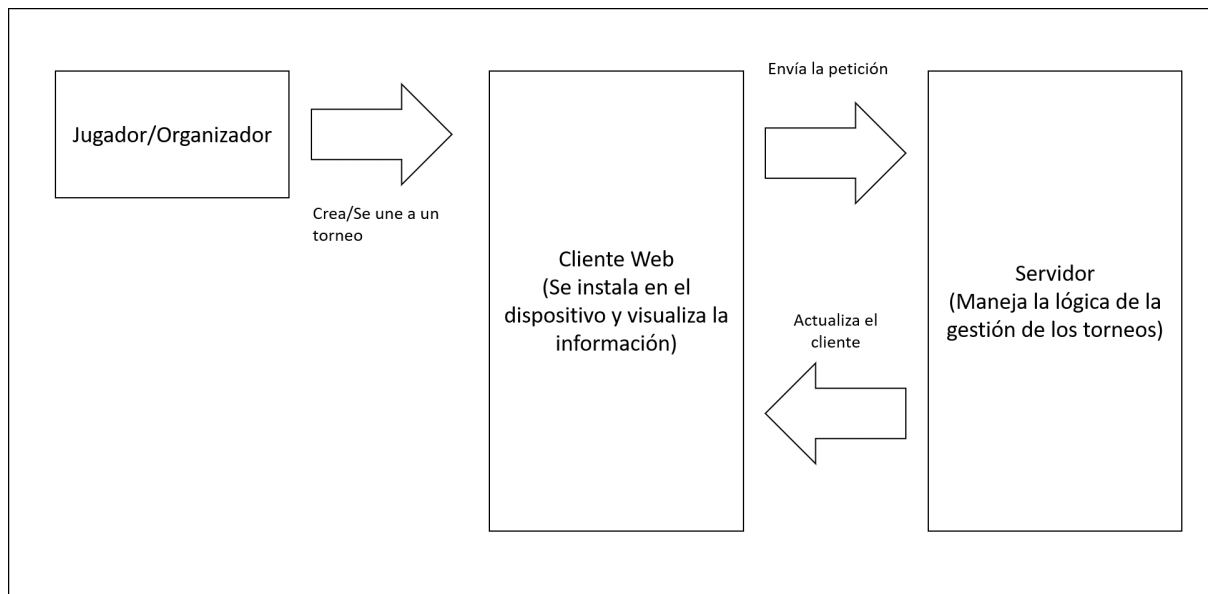 Jugador/Organizador
Crea/Se une a un
torneo
Cliente Web
(Se instala en el
dispositivo y visualiza la
información)
Envía la petición
Actualiza el
cliente
Servidor
(Maneja la lógica de la
gestión de los torneos)